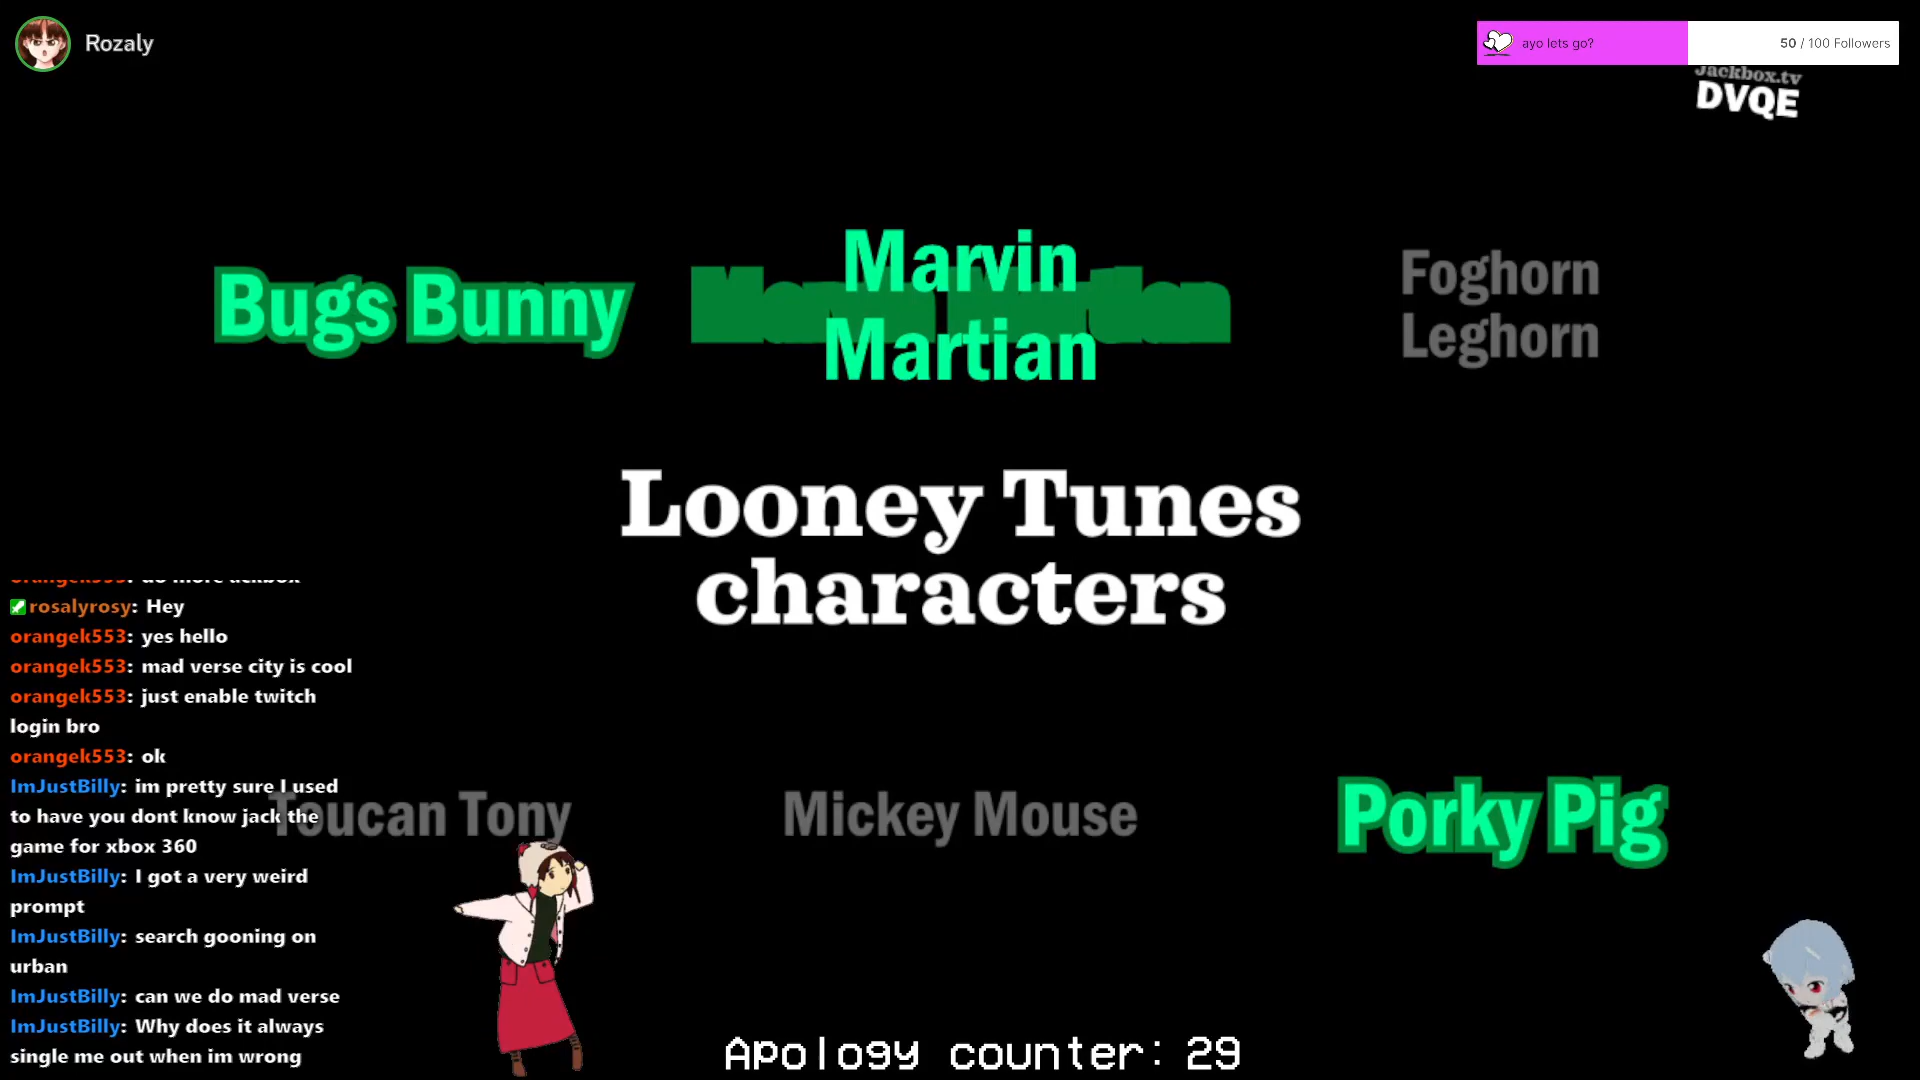 Rozaly
ayo lets go?
50 / 100 Followers
Jackbox.tv
DVQE
Bugs Bunny
Marvin
Martian
Foghorn
Leghorn
Looney Tunes
characters
Toucan Tony
Mickey Mouse
Porky Pig
rosalyrosy: Hey
orangek553: yes hello
orangek553: mad verse city is cool
orangek553: just enable twitch
login bro
orangek553: ok
ImJustBilly: im pretty sure I used
to have you dont know jack the
game for xbox 360
ImJustBilly: I got a very weird
prompt
ImJustBilly: search gooning on
urban
ImJustBilly: can we do mad verse
ImJustBilly: Why does it always
single me out when im wrong
Apology counter: 29